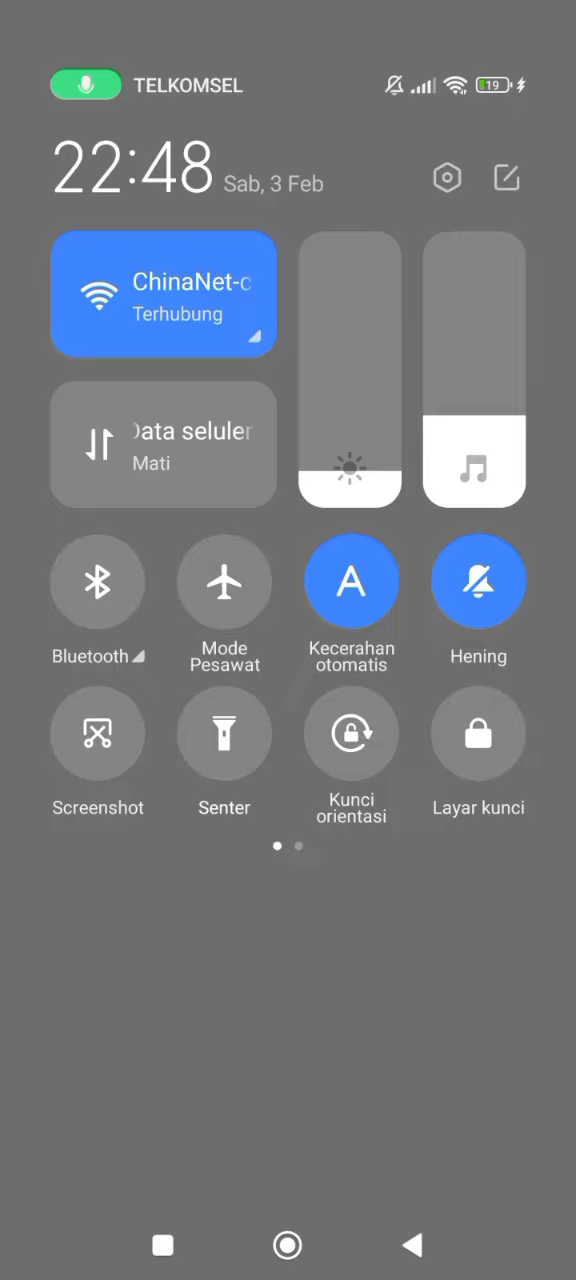 TELKOMSEL
19
22:48 Sab, 3 Feb
ChinaNet-
Terhubung
ata seluler
Mati
A
Bluetooth
Mode
Pesawat
Kecerahan
otomatis
Hening
Screenshot
Senter
Kunci
orientasi
Layar kunci